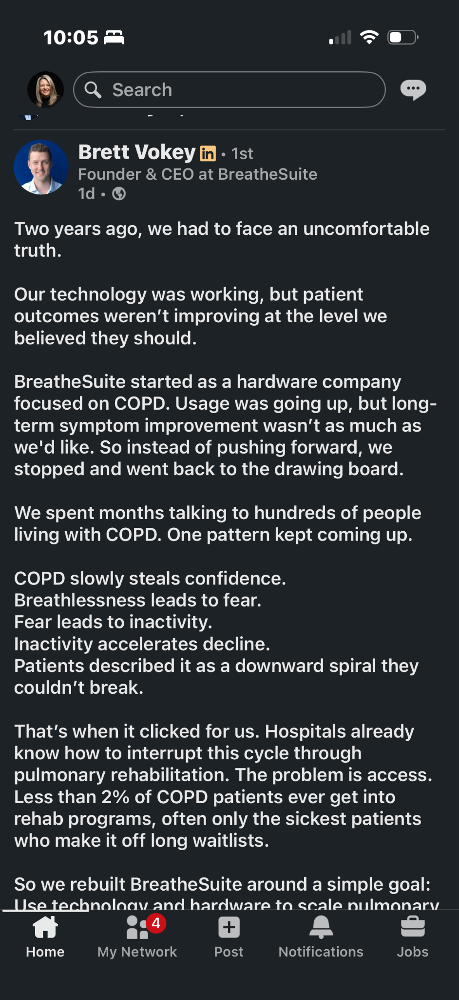 10:05
Search
Brett Vokey in • 1st
Founder & CEO at BreatheSuite
1d •
Two years ago, we had to face an uncomfortable
truth.
Our technology was working, but patient
outcomes weren’t improving at the level we
believed they should.
BreatheSuite started as a hardware company
focused on COPD. Usage was going up, but long-
term symptom improvement wasn’t as much as
we'd like. So instead of pushing forward, we
stopped and went back to the drawing board.
We spent months talking to hundreds of people
living with COPD. One pattern kept coming up.
COPD slowly steals confidence.
Breathlessness leads to fear.
Fear leads to inactivity.
Inactivity accelerates decline.
Patients described it as a downward spiral they
couldn’t break.
That’s when it clicked for us. Hospitals already
know how to interrupt this cycle through
pulmonary rehabilitation. The problem is access.
Less than 2% of COPD patients ever get into
rehab programs, often only the sickest patients
who make it off long waitlists.
So we rebuilt BreatheSuite around a simple goal:
Use technology and hardware to scale pulmonary
4
Home
My Network
Post
Notifications
Jobs